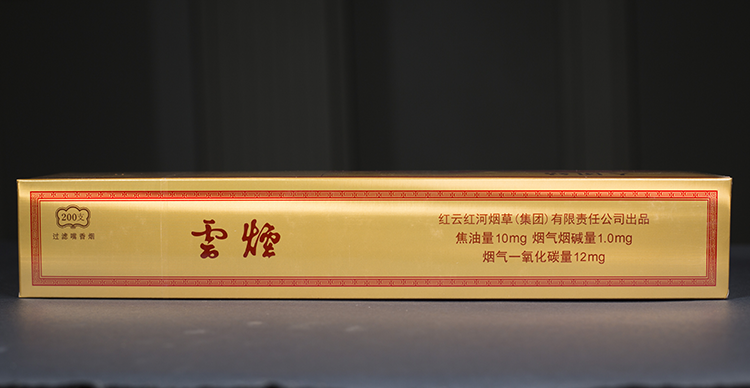 200支
过滤嘴香烟
雲煙
红云红河烟草(集团)有限责任公司出品
焦油量10mg 烟气烟碱量1.0mg
烟气一氧化碳量12mg